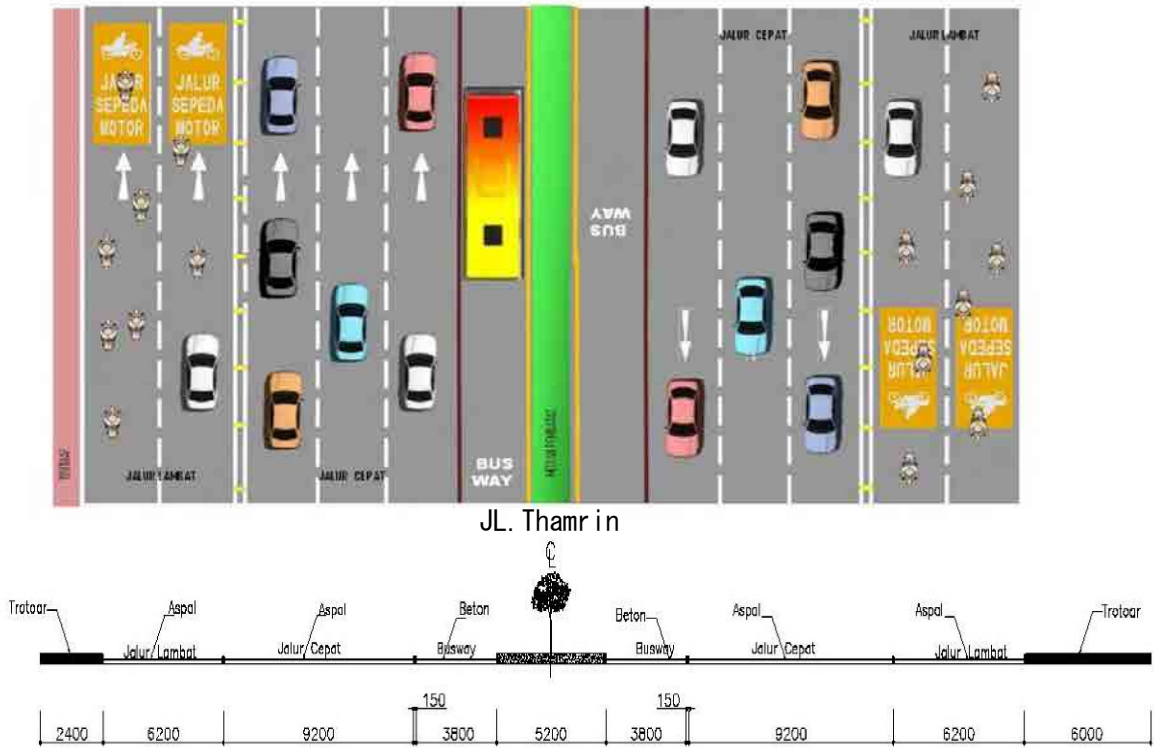 JALUR
SEPEDA
MOTOR
JALUR
SEPEDA
MOTOR
JALUR CEPAT
JALUR LAMBAT
BUS
WAY
JALUR
SEPEDA
MOTOR
JALUR
SEPEDA
MOTOR
JALUR LAMBAT
JALUR CEPAT
BUS
WAY
JL. Thamrin
Trotoar
Aspal
Aspal
Beton
Beton
Aspal
Aspal
Trotoar
Jalur Lambat
Jalur Cepat
Busway
Busway
Jalur Cepat
Jalur Lambat
150
150
2400
6200
9200
3800
5200
3800
9200
6200
6000